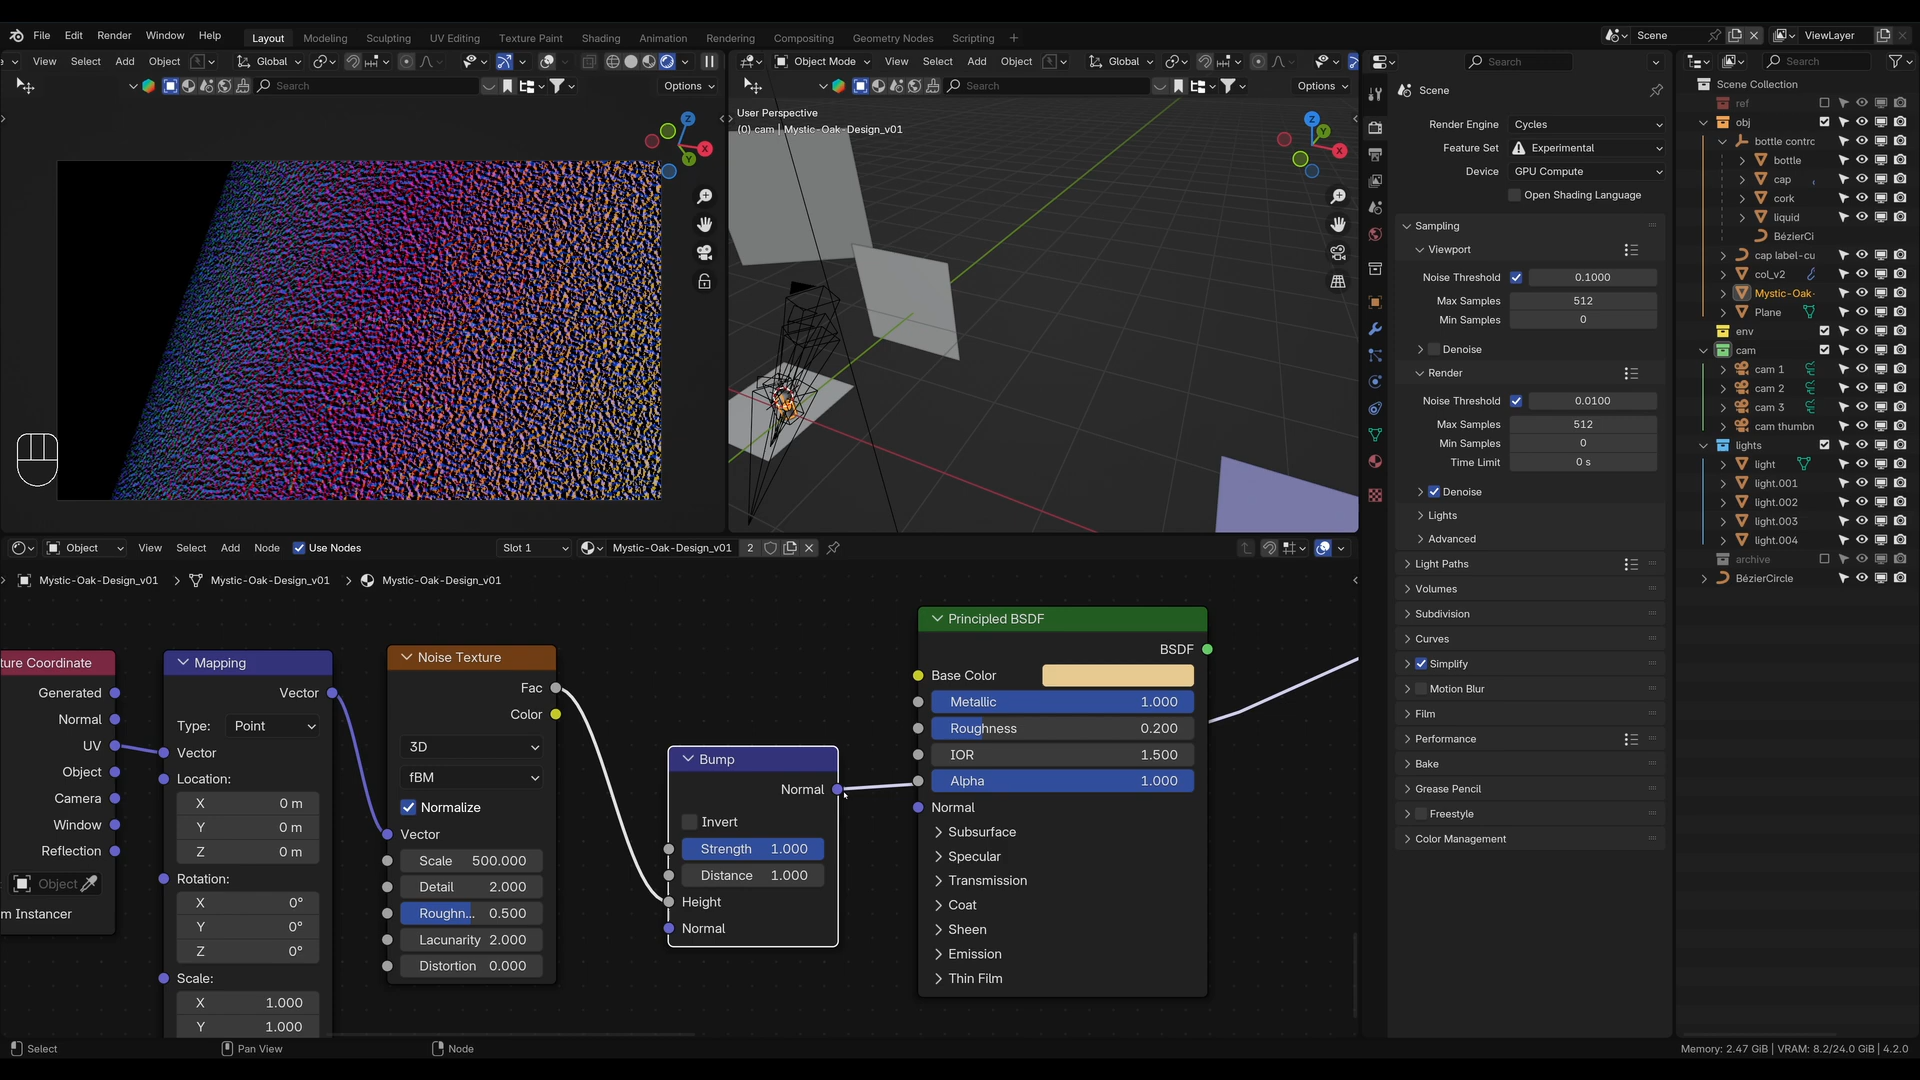 File Edit Render Window Help Layout Modeling Sculpting UV Editing Texture Paint Shading Animation Rendering Compositing Geometry Nodes Scripting + Scene ViewLayer
View Select Add Object Global
Object Mode View Select Add Object Global
Search Options
Search Options
User Perspective
(0) cam | Mystic-Oak-Design_v01
Z
X
Y
Z
Y
X
Search
Scene
Render Engine Cycles
Feature Set Experimental
Device GPU Compute
Open Shading Language
Sampling
Viewport
Noise Threshold 0.1000
Max Samples 512
Min Samples 0
Denoise
Render
Noise Threshold 0.0100
Max Samples 512
Min Samples 0
Time Limit 0 s
Denoise
Lights
Advanced
Light Paths
Volumes
Subdivision
Curves
Simplify
Motion Blur
Film
Performance
Bake
Grease Pencil
Freestyle
Color Management
Search
Scene Collection
ref
obj
bottle contrc
bottle
cap
cork
liquid
BézierCi
cap label-cu
col_v2
Mystic-Oak-
Plane
env
cam
cam 1
cam 2
cam 3
cam thumbn
lights
light
light.001
light.002
light.003
light.004
archive
BézierCircle
Object View Select Add Node Use Nodes Slot 1 Mystic-Oak-Design_v01 2
Mystic-Oak-Design_v01 Mystic-Oak-Design_v01 Mystic-Oak-Design_v01
ture Coordinate
Generated
Normal
UV
Object
Camera
Window
Reflection
Object
m Instancer
Mapping
Vector
Type: Point
Vector
Location:
X 0 m
Y 0 m
Z 0 m
Rotation:
X 0°
Y 0°
Z 0°
Scale:
X 1.000
Y 1.000
Noise Texture
Fac
Color
3D
fBM
Normalize
Vector
Scale 500.000
Detail 2.000
Roughn... 0.500
Lacunarity 2.000
Distortion 0.000
Bump
Normal
Invert
Strength 1.000
Distance 1.000
Height
Normal
Principled BSDF
BSDF
Base Color
Metallic 1.000
Roughness 0.200
IOR 1.500
Alpha 1.000
Normal
Subsurface
Specular
Transmission
Coat
Sheen
Emission
Thin Film
Select Pan View Node Memory: 2.47 GiB | VRAM: 8.2/24.0 GiB | 4.2.0